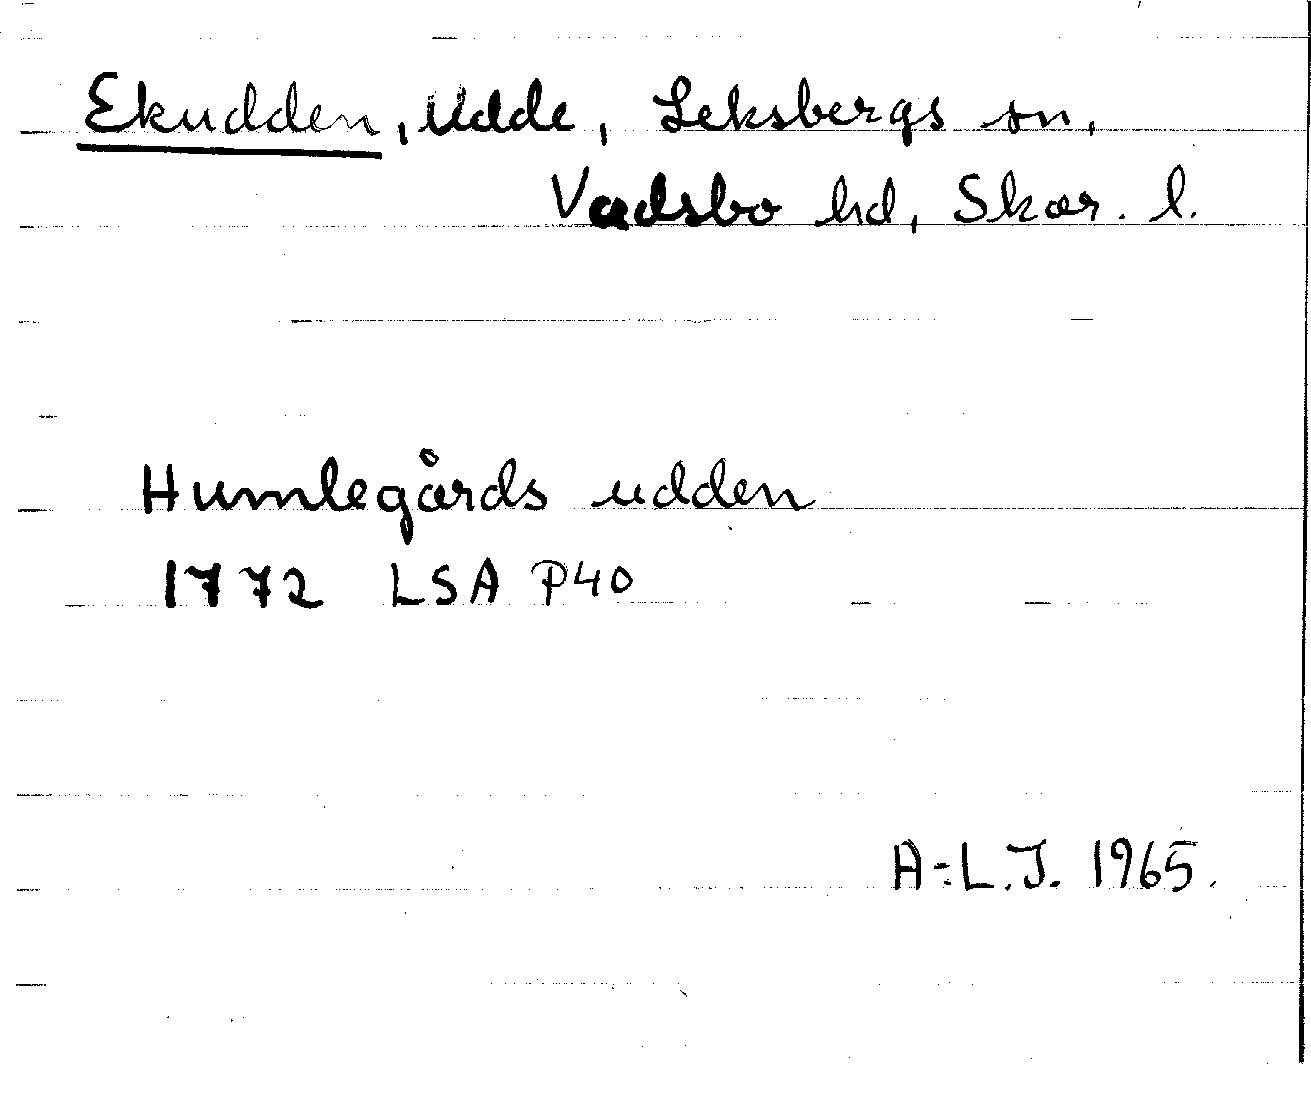 Ekudden, Udde, Leksbergs sn,
Vadsbo hd, Skar. l.
Humlegårds udden
1772 LSA P40
A-L.J. 1965.